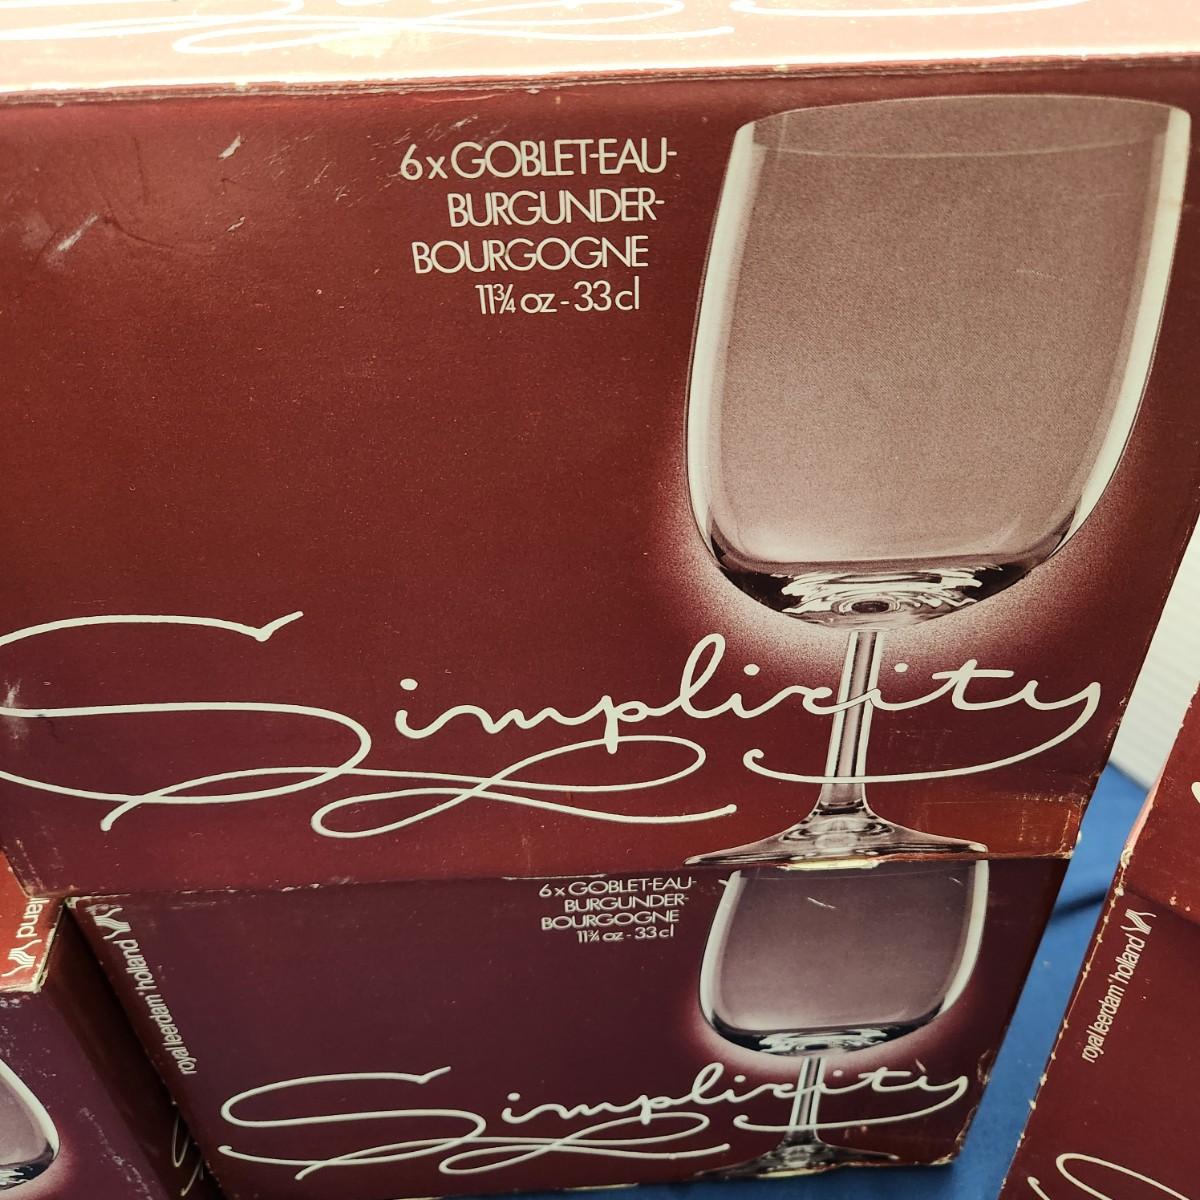 6 x GOBLET-EAU-
BURGUNDER-
BOURGOGNE
11¾ oz - 33 cl
Simplicity
6 x GOBLET-EAU-
BURGUNDER-
BOURGOGNE
11¾ oz - 33 cl
Simplicity
royal leerdam holland
royal leerdam holland
land